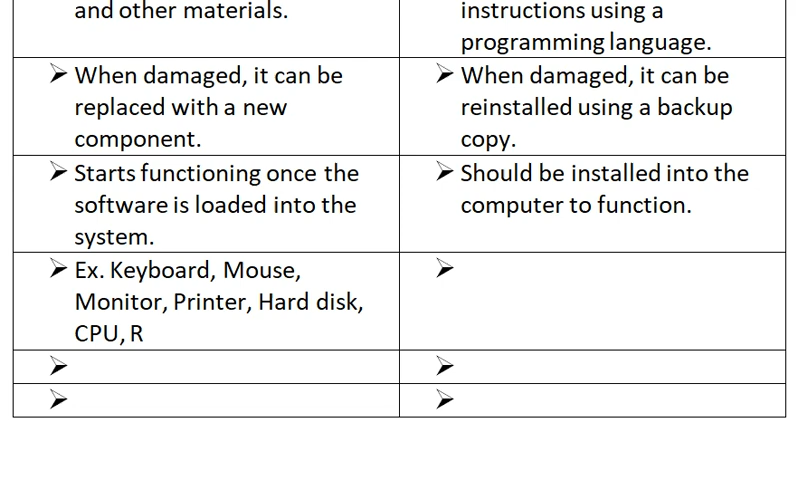 and other materials.
instructions using a
programming language.
When damaged, it can be
replaced with a new
component.
When damaged, it can be
reinstalled using a backup
copy.
Starts functioning once the
software is loaded into the
system.
Should be installed into the
computer to function.
Ex. Keyboard, Mouse,
Monitor, Printer, Hard disk,
CPU, R